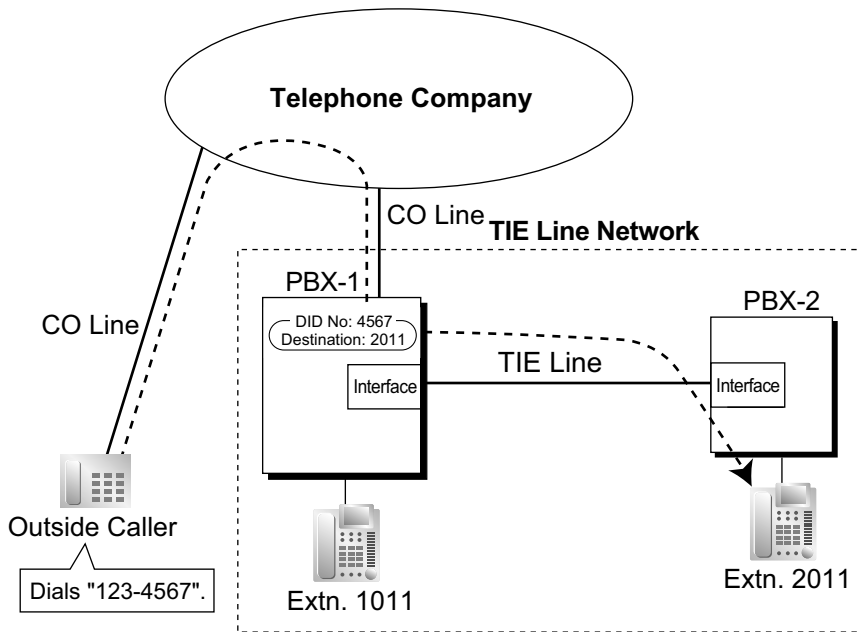 Telephone Company
CO Line
TIE Line Network
PBX-1
PBX-2
CO Line
DID No: 4567
Destination: 2011
TIE Line
Interface
Interface
Outside Caller
Dials "123-4567".
Extn. 1011
Extn. 2011